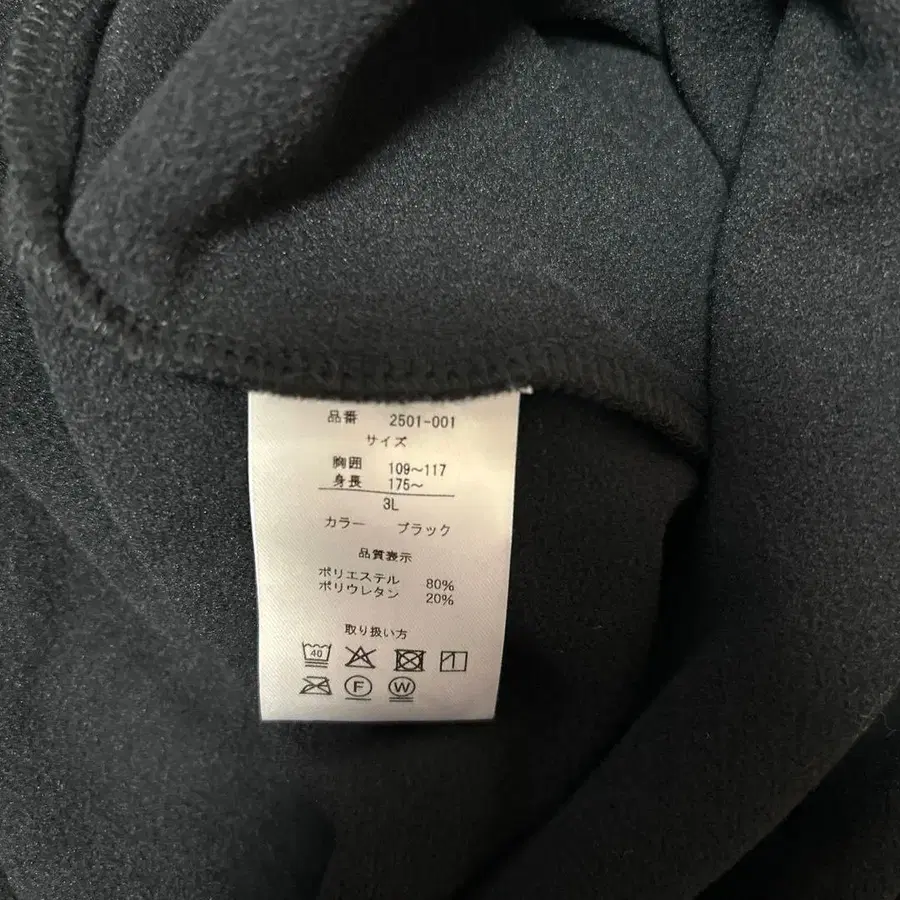 品番 2501-001
サイズ
胸囲 109～117
身長 175～
3L
カラー ブラック
品質表示
ポリエステル 80%
ポリウレタン 20%
取り扱い方
40
F W